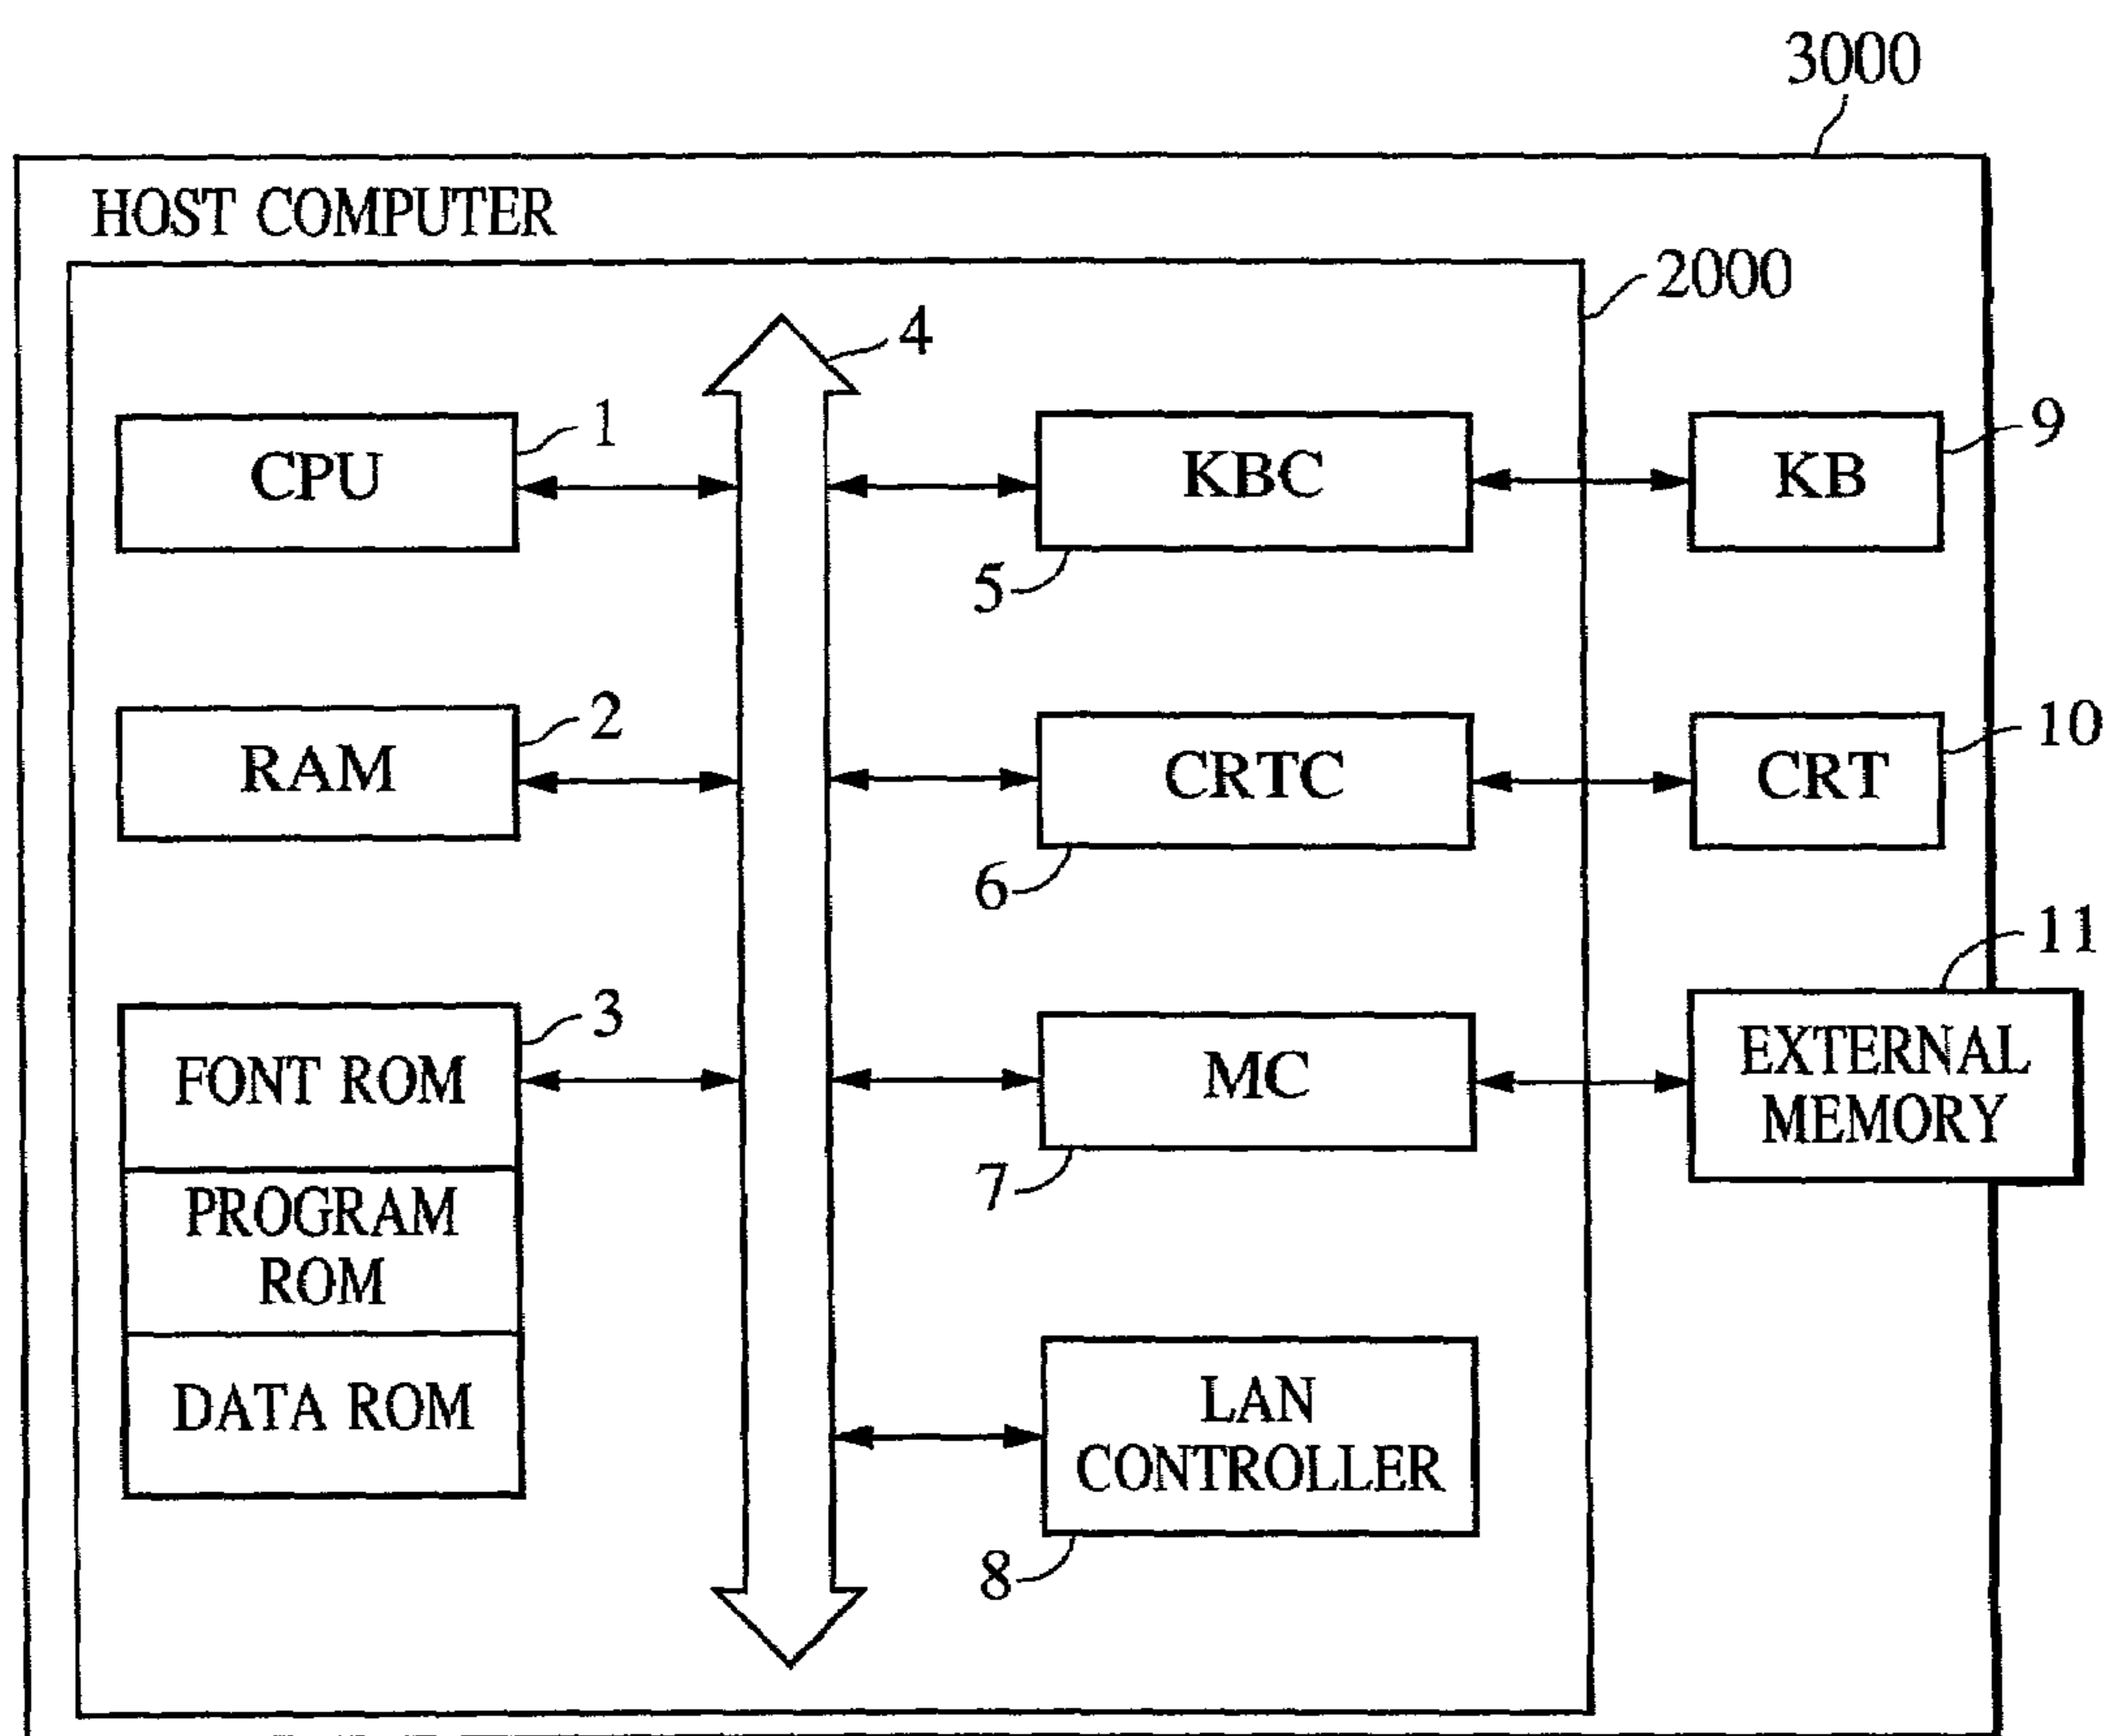 3000
HOST COMPUTER
2000
4
CPU
1
KBC
5
KB
9
RAM
2
CRTC
6
CRT
10
FONT ROM
3
PROGRAM
ROM
DATA ROM
MC
7
EXTERNAL
MEMORY
11
LAN
CONTROLLER
8